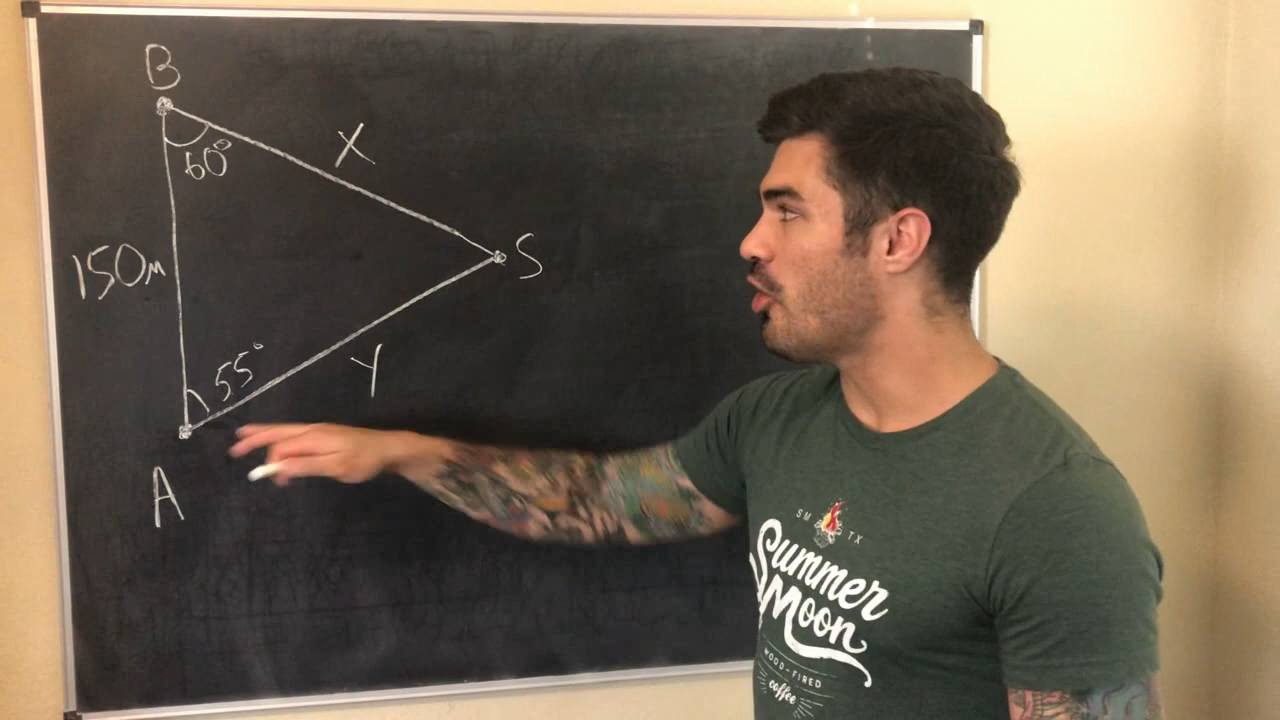 B
60°
X
150m
S
55°
Y
A
SM TX
Summer
Moon
WOOD-FIRED
coffee